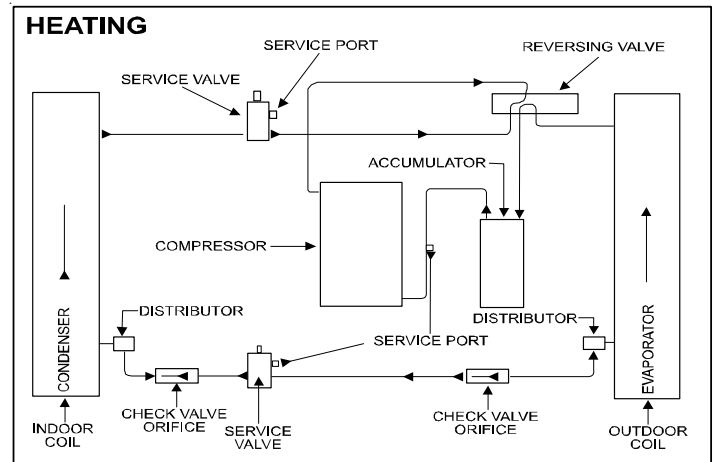 HEATING
SERVICE PORT
REVERSING VALVE
SERVICE VALVE
ACCUMULATOR
COMPRESSOR
CONDENSER
EVAPORATOR
DISTRIBUTOR
DISTRIBUTOR
SERVICE PORT
INDOOR
COIL
CHECK VALVE
ORIFICE
SERVICE
VALVE
CHECK VALVE
ORIFICE
OUTDOOR
COIL